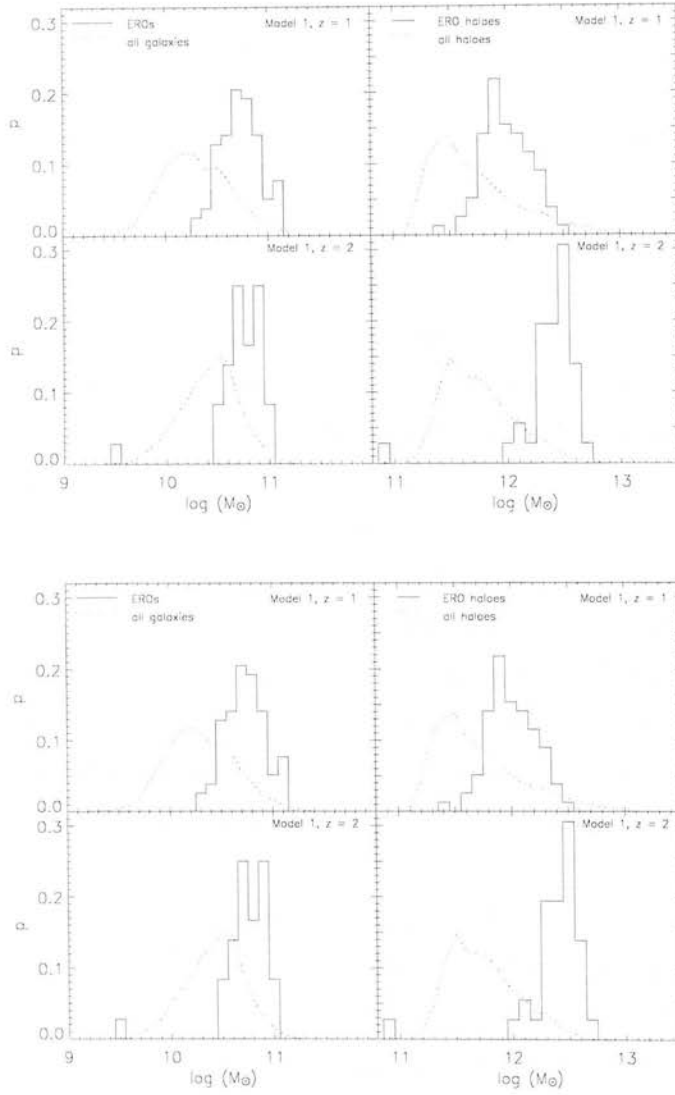 0.3
EROs
Model 1, z = 1
ERO haloes
Model 1, z = 1
all galaxies
all haloes
0.2
p
0.1
0.0
0.3
Model 1, z = 2
Model 1, z = 2
0.2
p
0.1
0.0
9
10
11
11
12
13
log (M⊙)
log (M⊙)
0.3
EROs
Model 1, z = 1
ERO haloes
Model 1, z = 1
all galaxies
all haloes
0.2
p
0.1
0.0
0.3
Model 1, z = 2
Model 1, z = 2
0.2
p
0.1
0.0
9
10
11
11
12
13
log (M⊙)
log (M⊙)